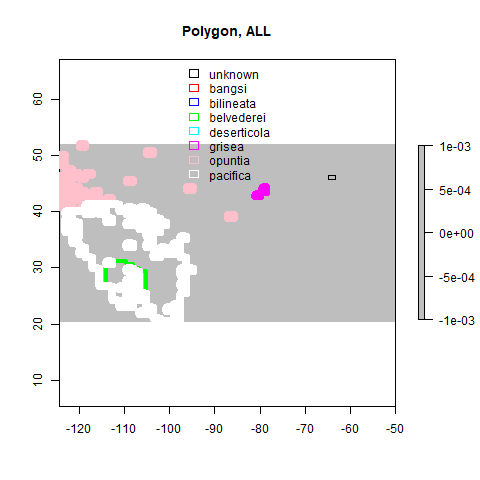 Polygon, ALL
unknown
bangsi
bilineata
belvederei
deserticola
grisea
opuntia
pacifica
60
50
40
30
20
10
-120 -110 -100 -90 -80 -70 -60 -50
1e-03
5e-04
0e+00
-5e-04
-1e-03